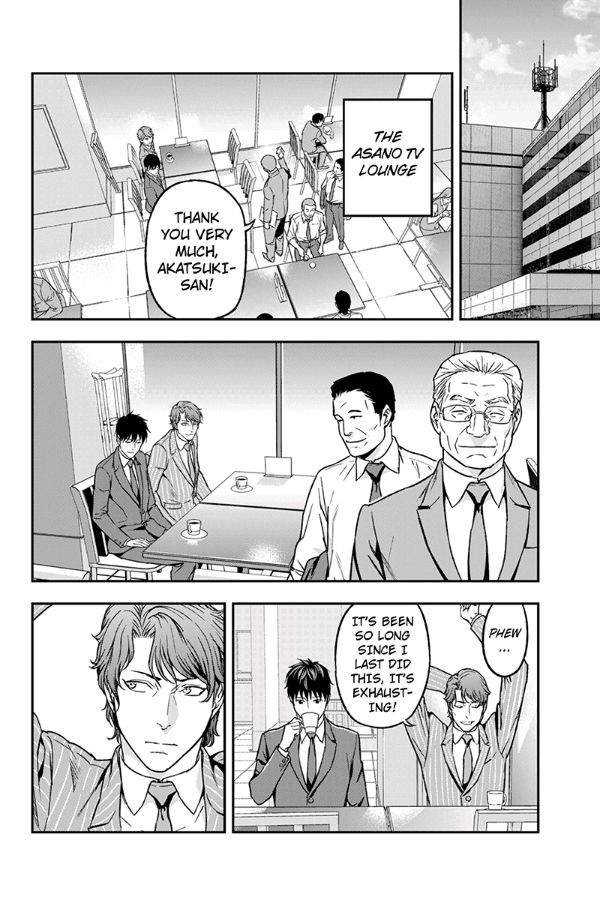 THE
ASANO TV
LOUNGE
THANK
YOU VERY
MUCH,
AKATSUKI-
SAN!
PHEW
...
IT'S BEEN
SO LONG
SINCE I
LAST DID
THIS, IT'S
EXHAUST-
ING!